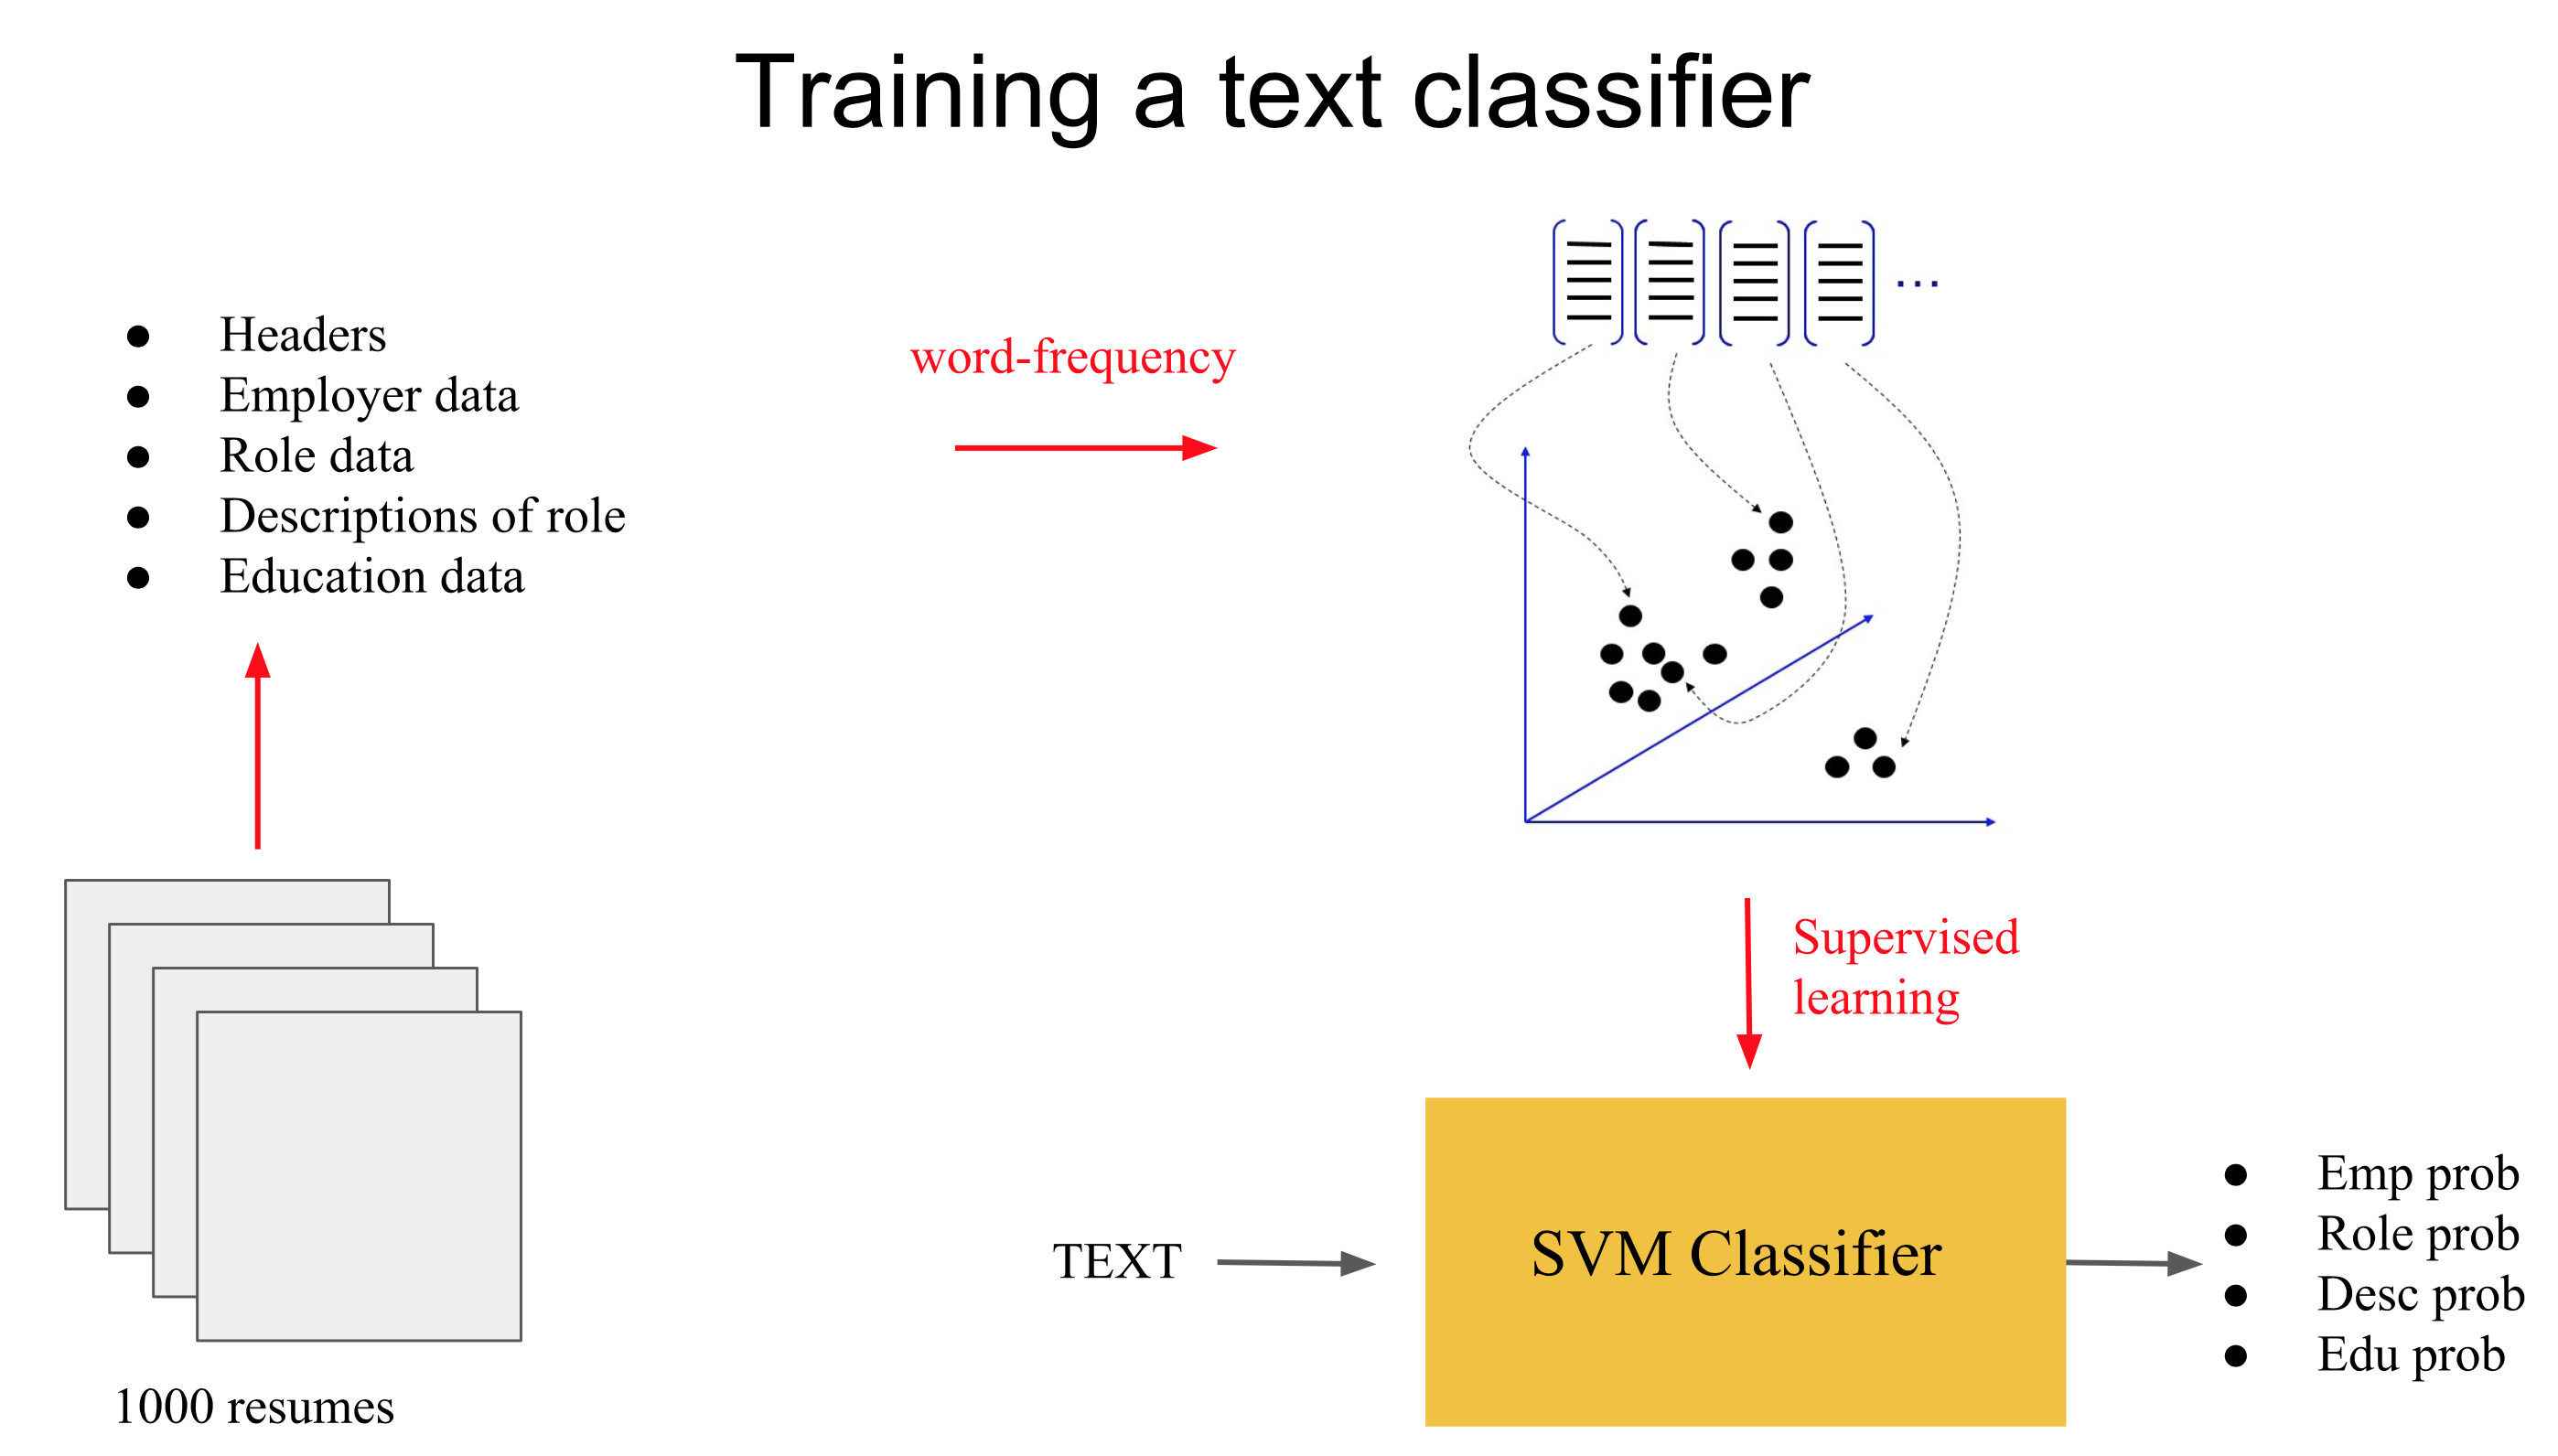 Training a text classifier
Headers
Employer data
Role data
Descriptions of role
Education data
word-frequency
...
Supervised
learning
1000 resumes
TEXT
SVM Classifier
Emp prob
Role prob
Desc prob
Edu prob